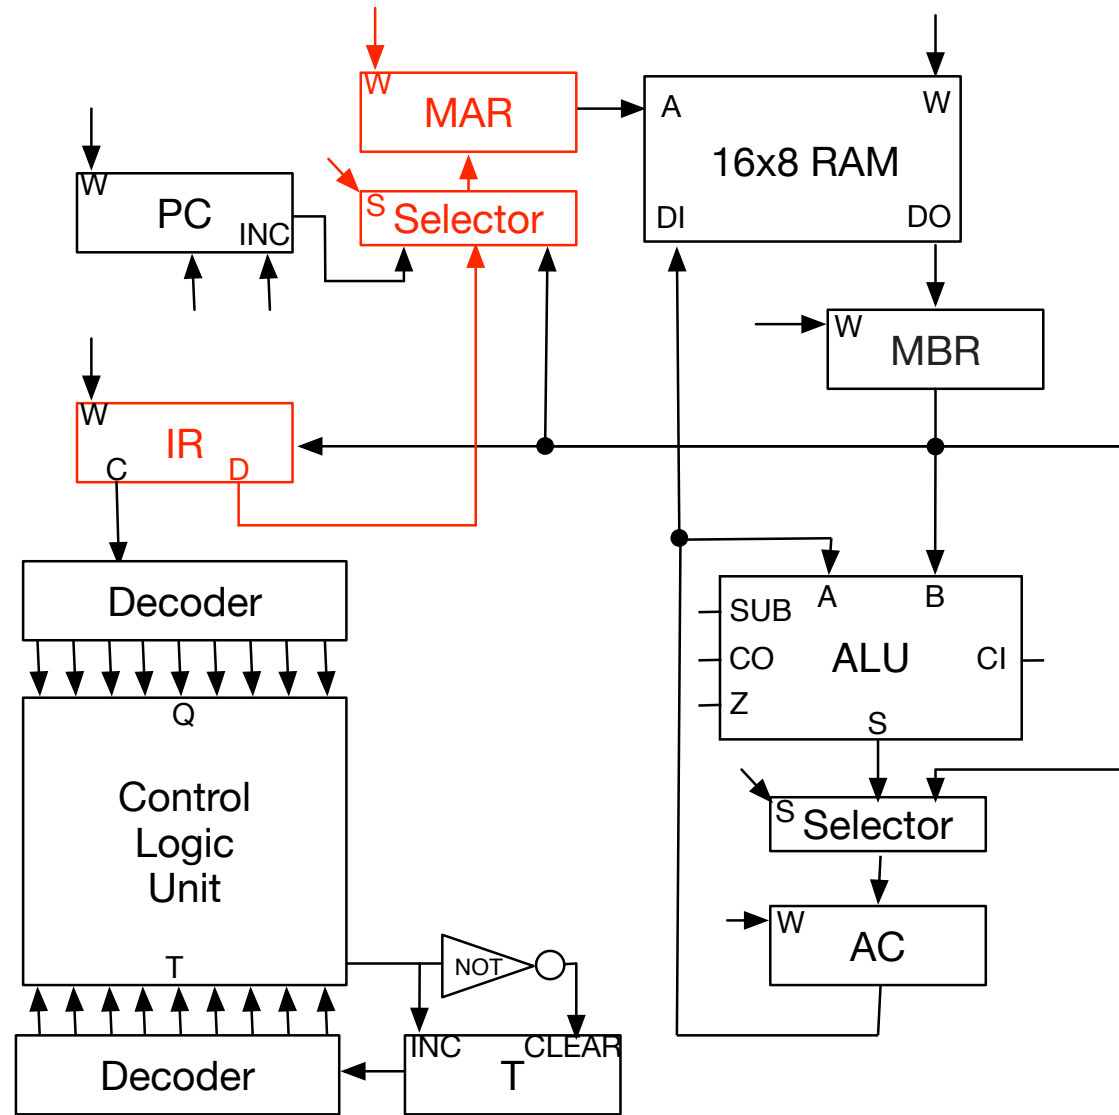 W
MAR
A
W
16x8 RAM
DI
DO
W
PC
INC
S
Selector
W
MBR
W
IR
C
D
Decoder
A
B
SUB
CO
ALU
CI
Z
S
Q
Control
Logic
Unit
T
S
Selector
W
AC
NOT
INC
CLEAR
T
Decoder